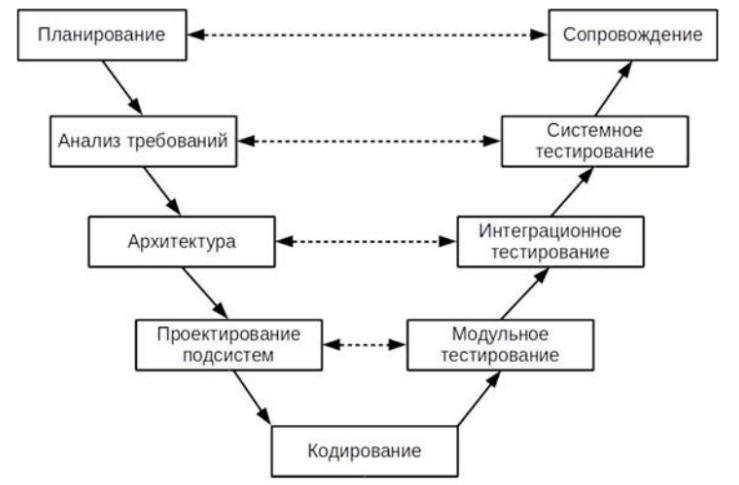 Планирование
Сопровождение
Анализ требований
Системное
тестирование
Архитектура
Интеграционное
тестирование
Проектирование
подсистем
Модульное
тестирование
Кодирование